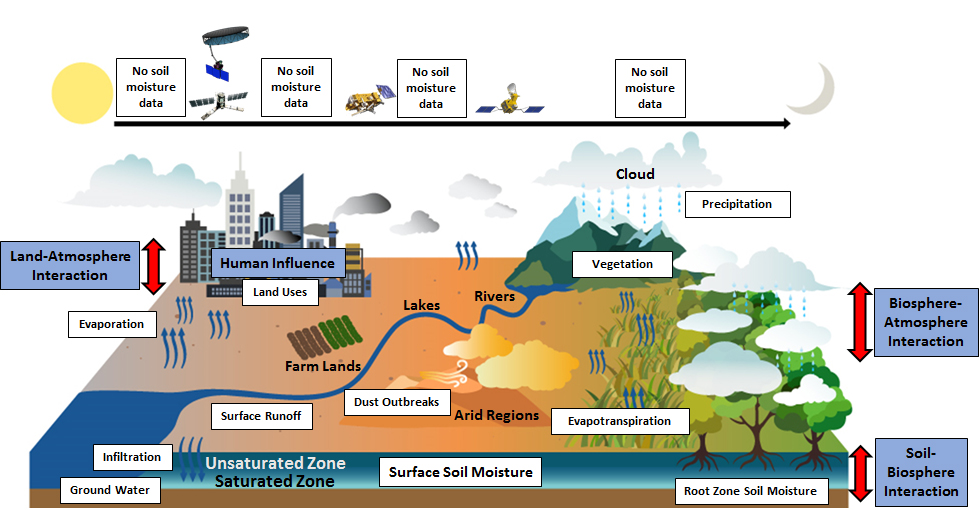 No soil
moisture
data
No soil
moisture
data
No soil
moisture
data
No soil
moisture
data
Cloud
Precipitation
Land-Atmosphere
Interaction
Human Influence
Vegetation
Land Uses
Lakes
Rivers
Biosphere-
Atmosphere
Interaction
Evaporation
Farm Lands
Dust Outbreaks
Surface Runoff
Arid Regions
Evapotranspiration
Infiltration
Unsaturated Zone
Saturated Zone
Surface Soil Moisture
Soil-
Biosphere
Interaction
Ground Water
Root Zone Soil Moisture